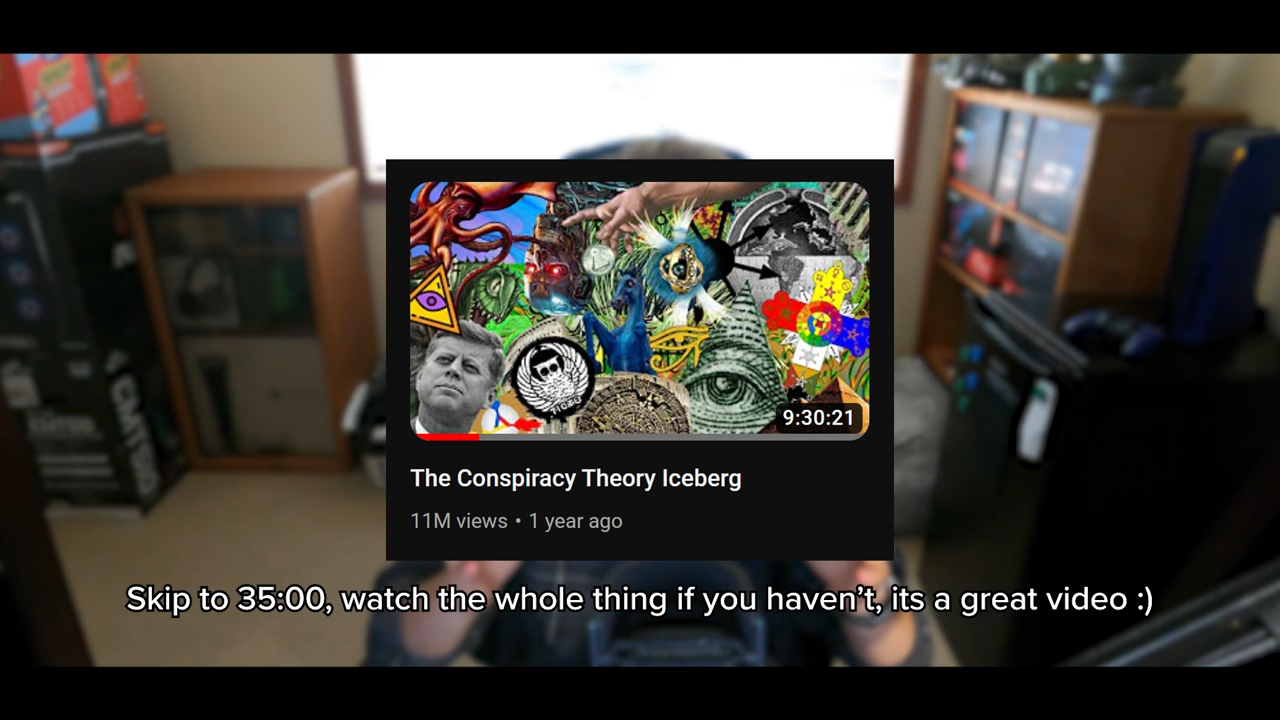 9:30:21
The Conspiracy Theory Iceberg
11M views • 1 year ago
Skip to 35:00, watch the whole thing if you haven’t, its a great video :)